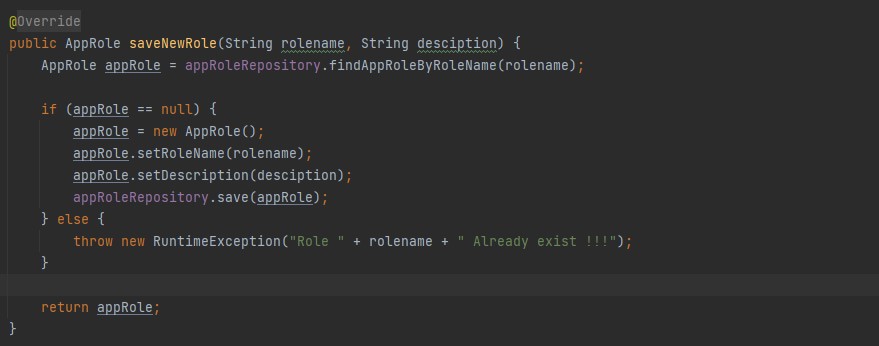 @Override
public AppRole saveNewRole(String rolename, String desciption) {
    AppRole appRole = appRoleRepository.findAppRoleByRoleName(rolename);
    if (appRole == null) {
        appRole = new AppRole();
        appRole.setRoleName(rolename);
        appRole.setDescription(desciption);
        appRoleRepository.save(appRole);
    } else {
        throw new RuntimeException("Role " + rolename + " Already exist !!!");
    }
    return appRole;
}